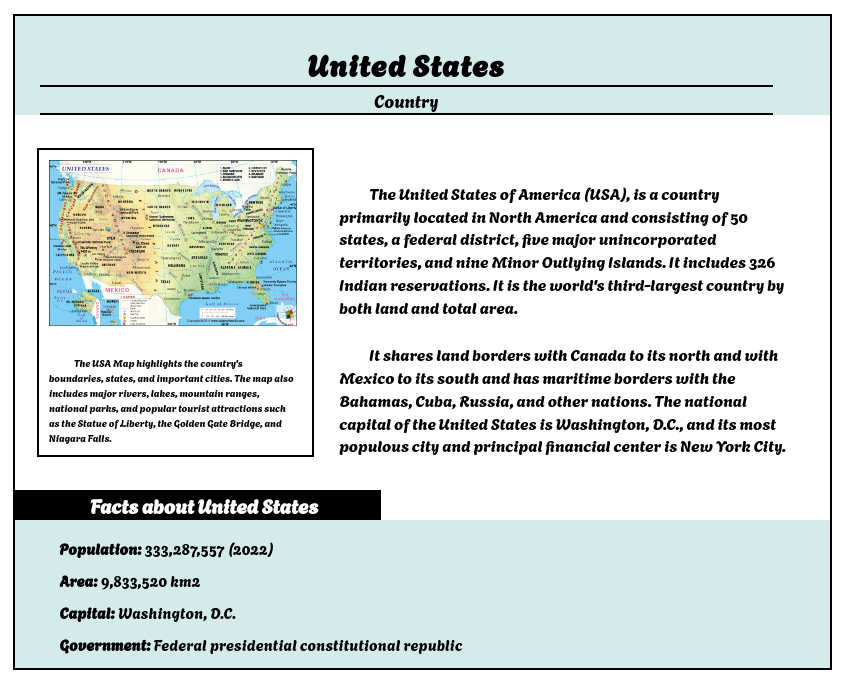 United States
Country
UNITED STATES
CANADA
MEXICO
The USA Map highlights the country's
boundaries, states, and important cities. The map also
includes major rivers, lakes, mountain ranges,
national parks, and popular tourist attractions such
as the Statue of Liberty, the Golden Gate Bridge, and
Niagara Falls.
The United States of America (USA), is a country
primarily located in North America and consisting of 50
states, a federal district, five major unincorporated
territories, and nine Minor Outlying Islands. It includes 326
Indian reservations. It is the world's third-largest country by
both land and total area.
It shares land borders with Canada to its north and with
Mexico to its south and has maritime borders with the
Bahamas, Cuba, Russia, and other nations. The national
capital of the United States is Washington, D.C., and its most
populous city and principal financial center is New York City.
Facts about United States
Population: 333,287,557 (2022)
Area: 9,833,520 km2
Capital: Washington, D.C.
Government: Federal presidential constitutional republic